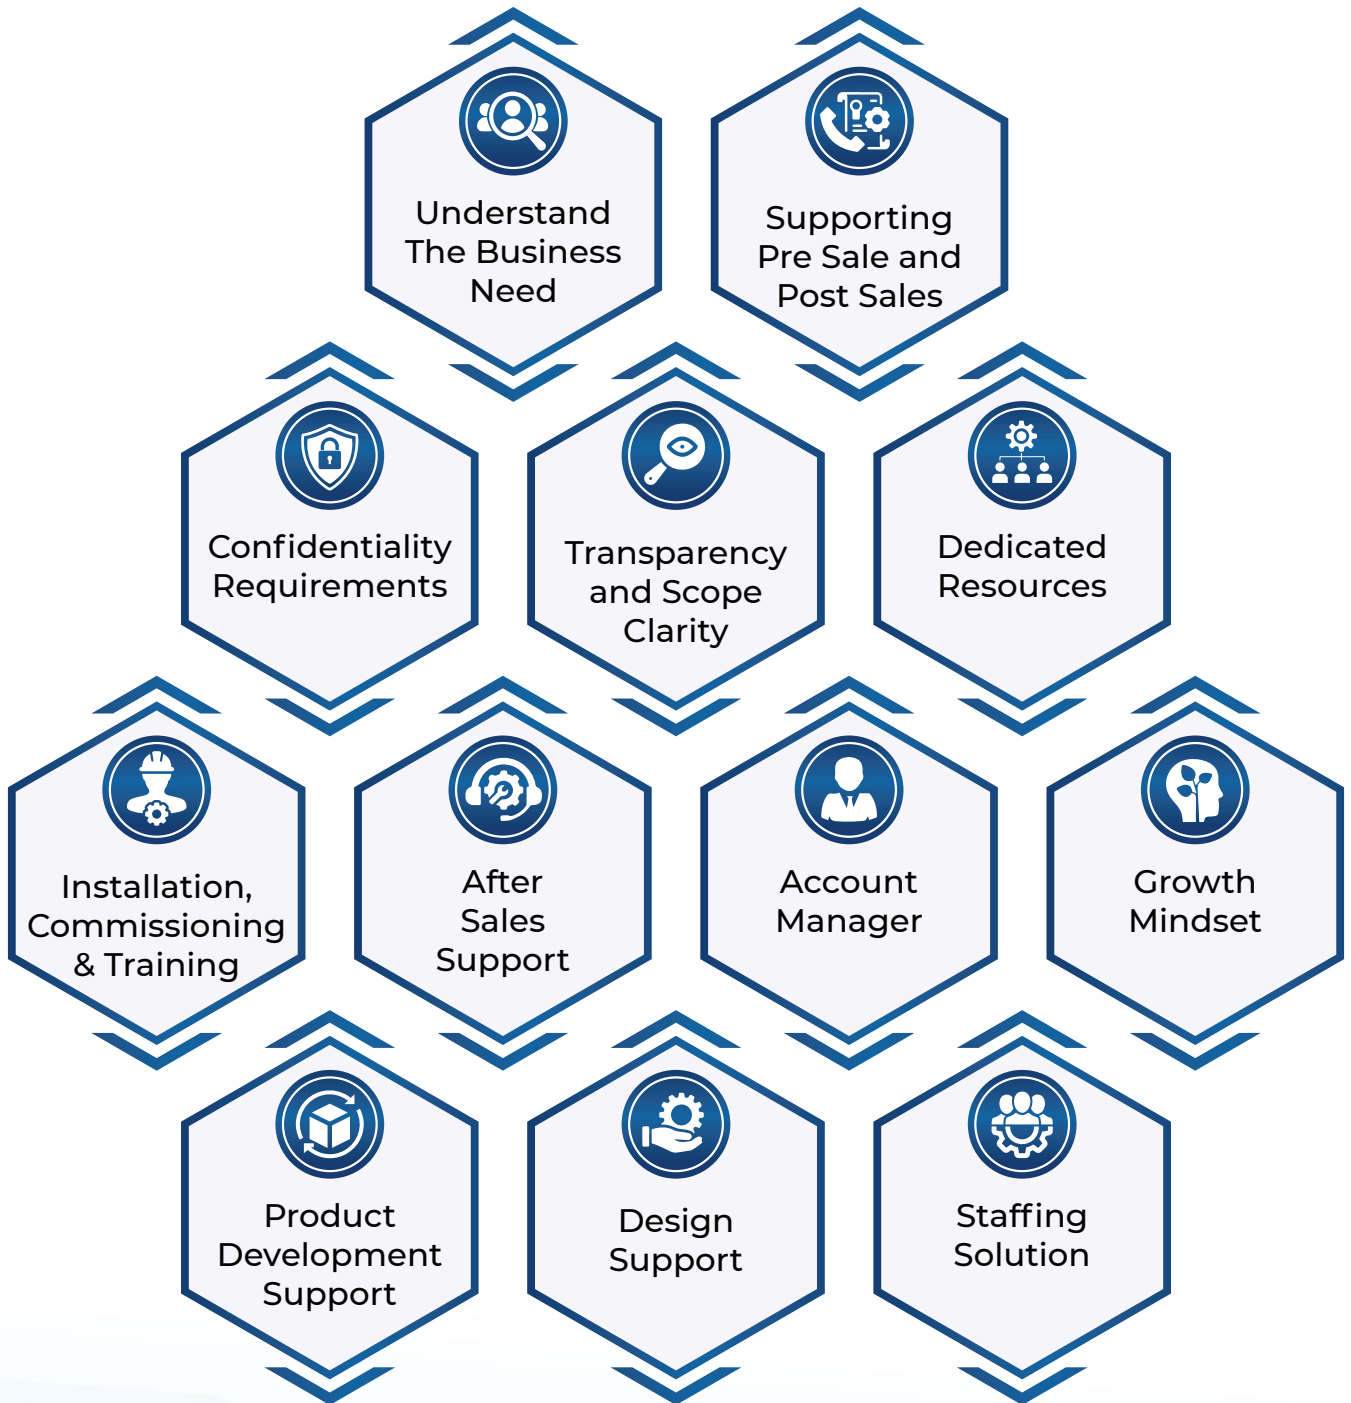 Understand
The Business
Need
Supporting
Pre Sale and
Post Sales
Confidentiality
Requirements
Transparency
and Scope
Clarity
Dedicated
Resources
Installation,
Commissioning
& Training
After
Sales
Support
Account
Manager
Growth
Mindset
Product
Development
Support
Design
Support
Staffing
Solution